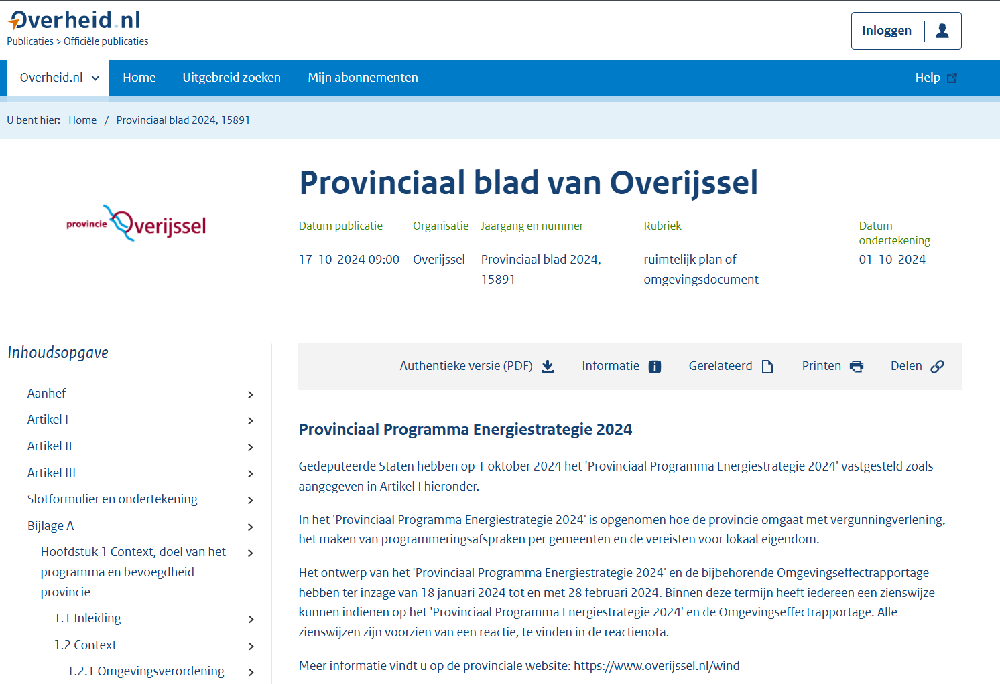 Overheid.nl
Publicaties > Officiële publicaties
Inloggen
Overheid.nl
Home
Uitgebreid zoeken
Mijn abonnementen
Help
U bent hier: Home / Provinciaal blad 2024, 15891
provincie Overijssel
Provinciaal blad van Overijssel
Datum publicatie
17-10-2024 09:00
Organisatie
Overijssel
Jaargang en nummer
Provinciaal blad 2024,
15891
Rubriek
ruimtelijk plan of
omgevingsdocument
Datum
ondertekening
01-10-2024
Inhoudsopgave
Aanhef
Artikel I
Artikel II
Artikel III
Slotformulier en ondertekening
Bijlage A
Hoofdstuk 1 Context, doel van het
programma en bevoegdheid
provincie
1.1 Inleiding
1.2 Context
1.2.1 Omgevingsverordening
Authentieke versie (PDF)
Informatie
Gerelateerd
Printen
Delen
Provinciaal Programma Energiestrategie 2024
Gedeputeerde Staten hebben op 1 oktober 2024 het 'Provinciaal Programma Energiestrategie 2024' vastgesteld zoals
aangegeven in Artikel I hieronder.
In het 'Provinciaal Programma Energiestrategie 2024' is opgenomen hoe de provincie omgaat met vergunningverlening,
het maken van programmeringsafspraken per gemeenten en de vereisten voor lokaal eigendom.
Het ontwerp van het 'Provinciaal Programma Energiestrategie 2024' en de bijbehorende Omgevingseffectrapportage
hebben ter inzage van 18 januari 2024 tot en met 28 februari 2024. Binnen deze termijn heeft iedereen een zienswijze
kunnen indienen op het 'Provinciaal Programma Energiestrategie 2024' en de Omgevingseffectrapportage. Alle
zienswijzen zijn voorzien van een reactie, te vinden in de reactienota.
Meer informatie vindt u op de provinciale website: https://www.overijssel.nl/wind